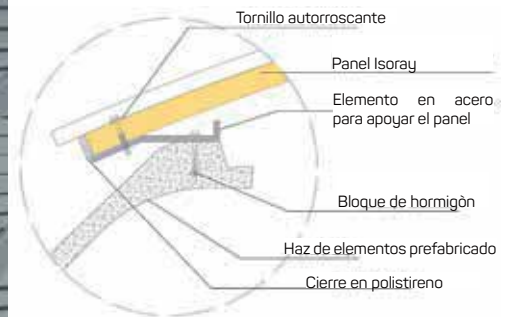 Tornillo autorroscante
Panel Isoray
Elemento en acero
para apoyar el panel
Bloque de hormigòn
Haz de elementos prefabricado
Cierre en polistireno